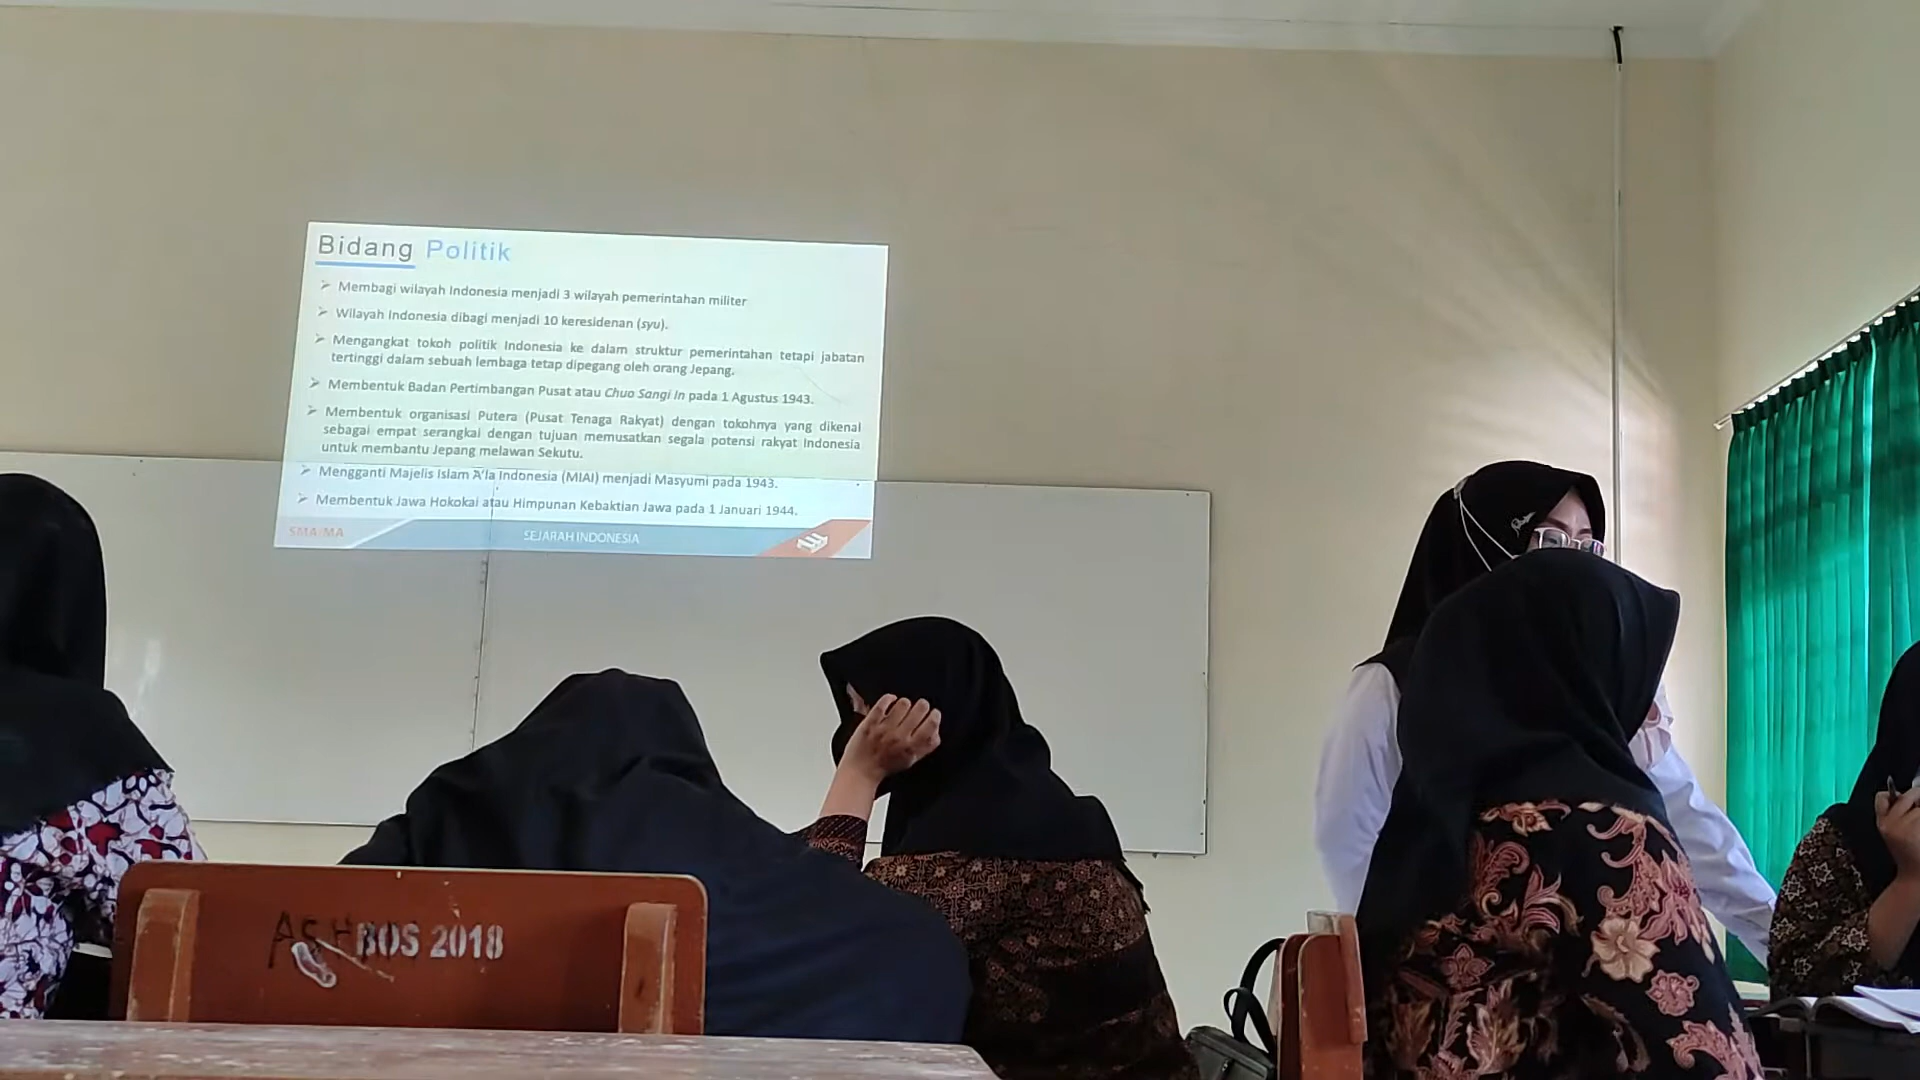 Bidang Politik
➢ Membagi wilayah Indonesia menjadi 3 wilayah pemerintahan militer
➢ Wilayah Indonesia dibagi menjadi 10 keresidenan (syu).
➢ Mengangkat tokoh politik Indonesia ke dalam struktur pemerintahan tetapi jabatan
tertinggi dalam sebuah lembaga tetap dipegang oleh orang Jepang.
➢ Membentuk Badan Pertimbangan Pusat atau Chuo Sangi In pada 1 Agustus 1943.
➢ Membentuk organisasi Putera (Pusat Tenaga Rakyat) dengan tokohnya yang dikenal
sebagai empat serangkai dengan tujuan memusatkan segala potensi rakyat Indonesia
untuk membantu Jepang melawan Sekutu.
➢ Mengganti Majelis Islam A'la Indonesia (MIAI) menjadi Masyumi pada 1943.
➢ Membentuk Jawa Hokokai atau Himpunan Kebaktian Jawa pada 1 Januari 1944.
SMA/MA
SEJARAH INDONESIA
BOS 2018